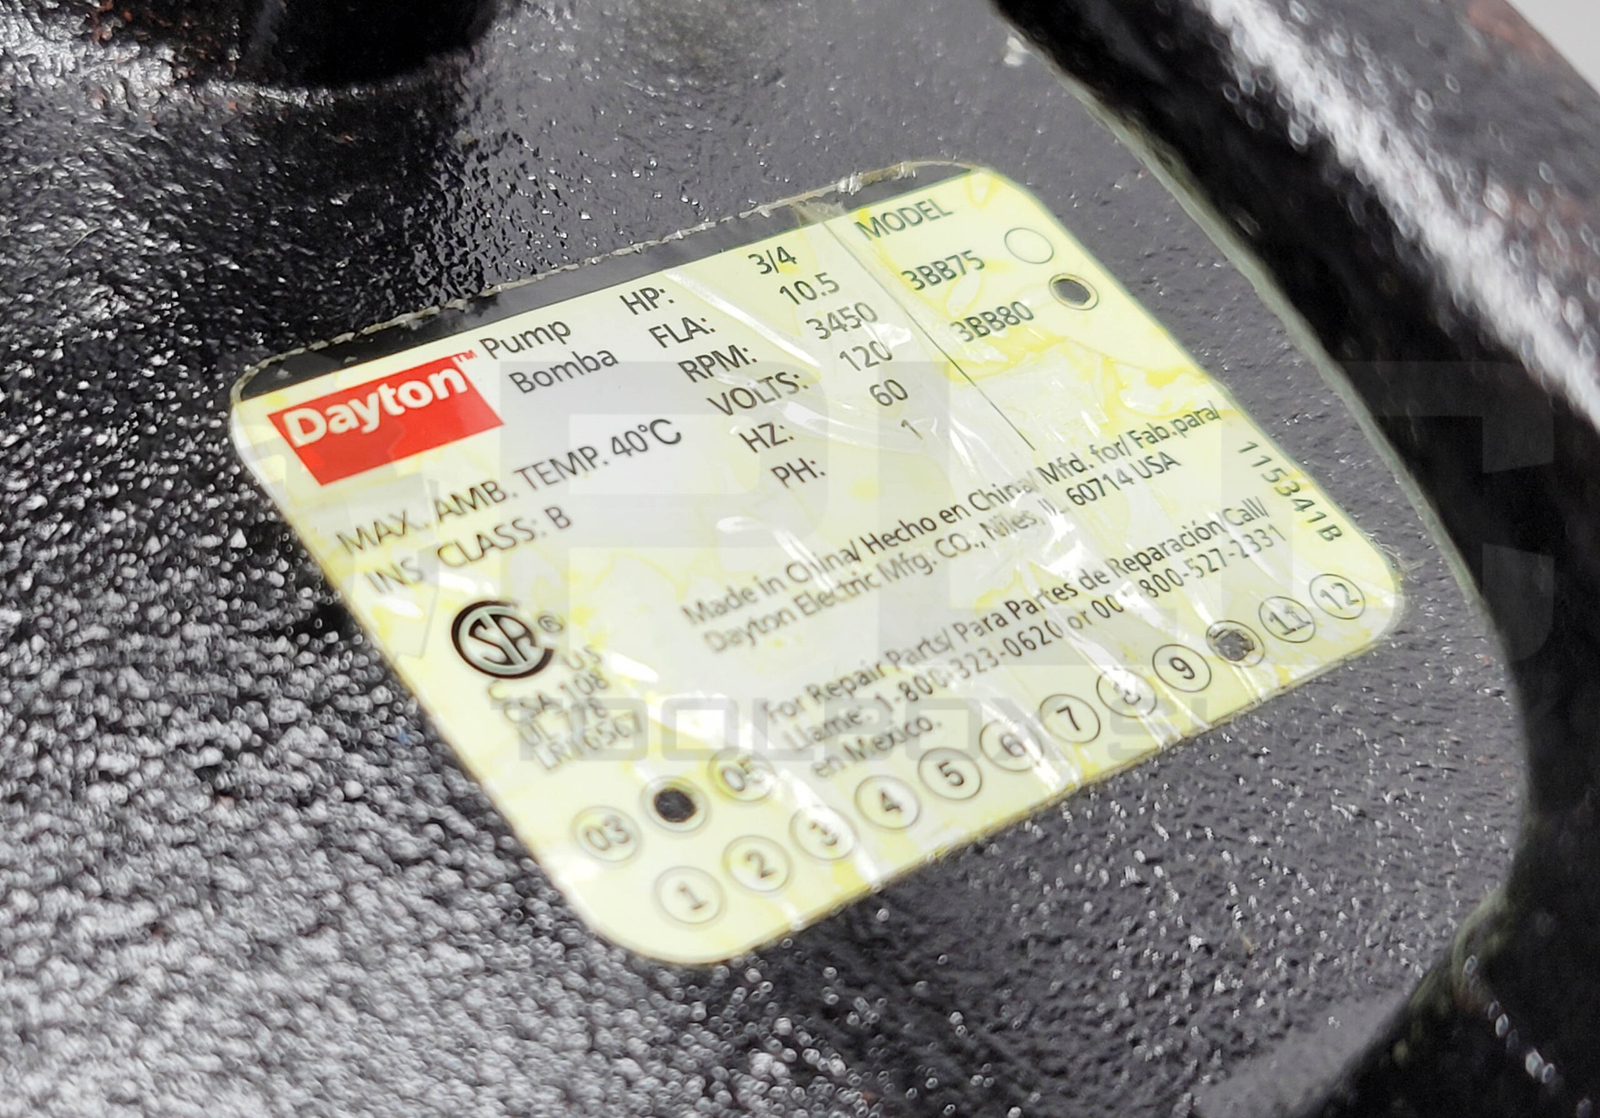 Dayton™ Pump
Bomba
HP: 3/4
FLA: 10.5
RPM: 3450
VOLTS: 120
HZ: 60
PH: 1
MODEL
3BB75
3BB80
MAX. AMB. TEMP. 40°C
INS CLASS: B
CSA®
C US
CSA-108
UL 778
Made in China/ Hecho en China/ Mfd. for/ Fab.para/
Dayton Electric Mfg. CO., Niles, IL 60714 USA
115341B
For Repair Parts/ Para Partes de Reparación/Call/
Llame: 1-800-323-0620 or 001-800-527-2331
en Mexico.
03 05
1 2 3 4 5 6 7 8 9 11 12
PLC
TOOLBOX SL